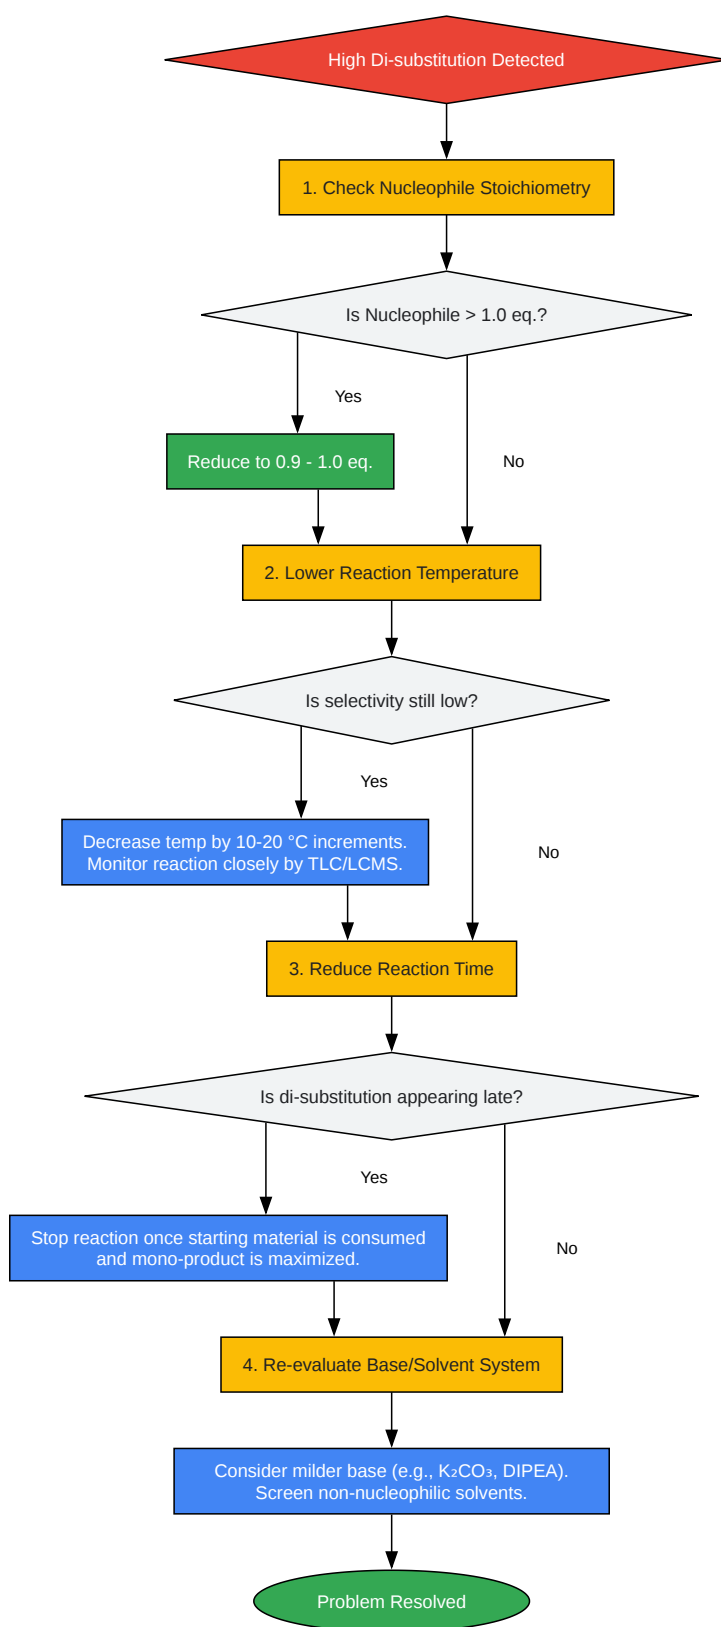 High Di-substitution Detected
1. Check Nucleophile Stoichiometry
Is Nucleophile > 1.0 eq.?
Yes
Reduce to 0.9 - 1.0 eq.
No
2. Lower Reaction Temperature
Is selectivity still low?
Yes
Decrease temp by 10-20 °C increments.
Monitor reaction closely by TLC/LCMS.
No
3. Reduce Reaction Time
Is di-substitution appearing late?
Yes
Stop reaction once starting material is consumed
and mono-product is maximized.
No
4. Re-evaluate Base/Solvent System
Consider milder base (e.g., K₂CO₃, DIPEA).
Screen non-nucleophilic solvents.
Problem Resolved